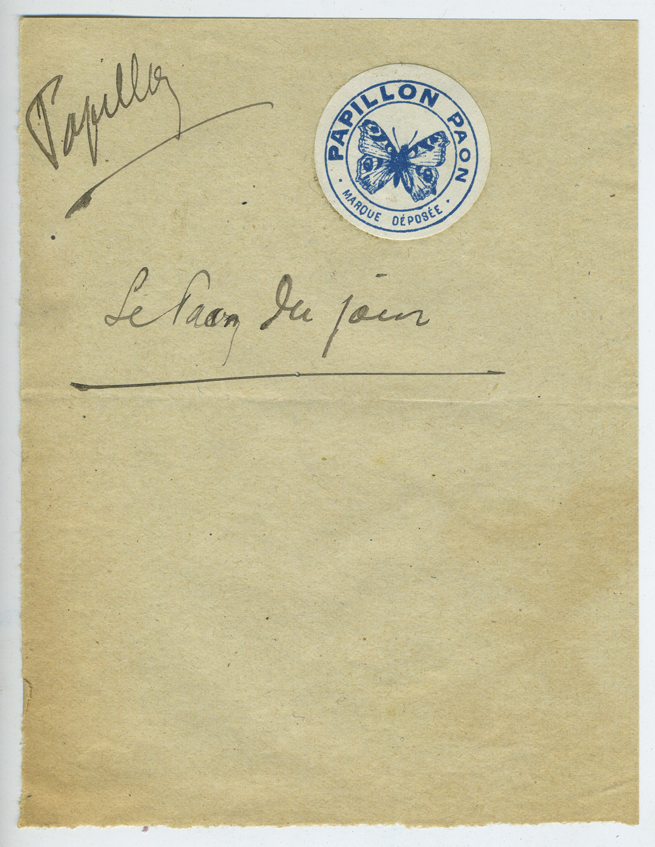 Papillon
PAPILLON PAON
· MARQUE DÉPOSÉE ·
Le Paon du jour